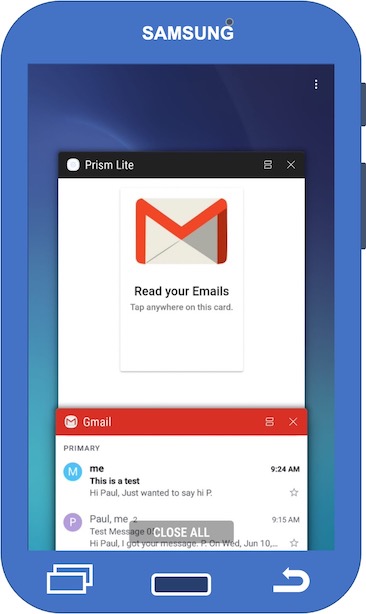 SAMSUNG
Prism Lite
Read your Emails
Tap anywhere on this card.
Gmail
PRIMARY
M
me
9:24 AM
This is a test
Hi Paul, Just wanted to say hi P.
P
Paul, me 2
9:15 AM
Test Message 0
CLOSE ALL
Hi Paul, I got your message. P. On Wed, Jun 10,...